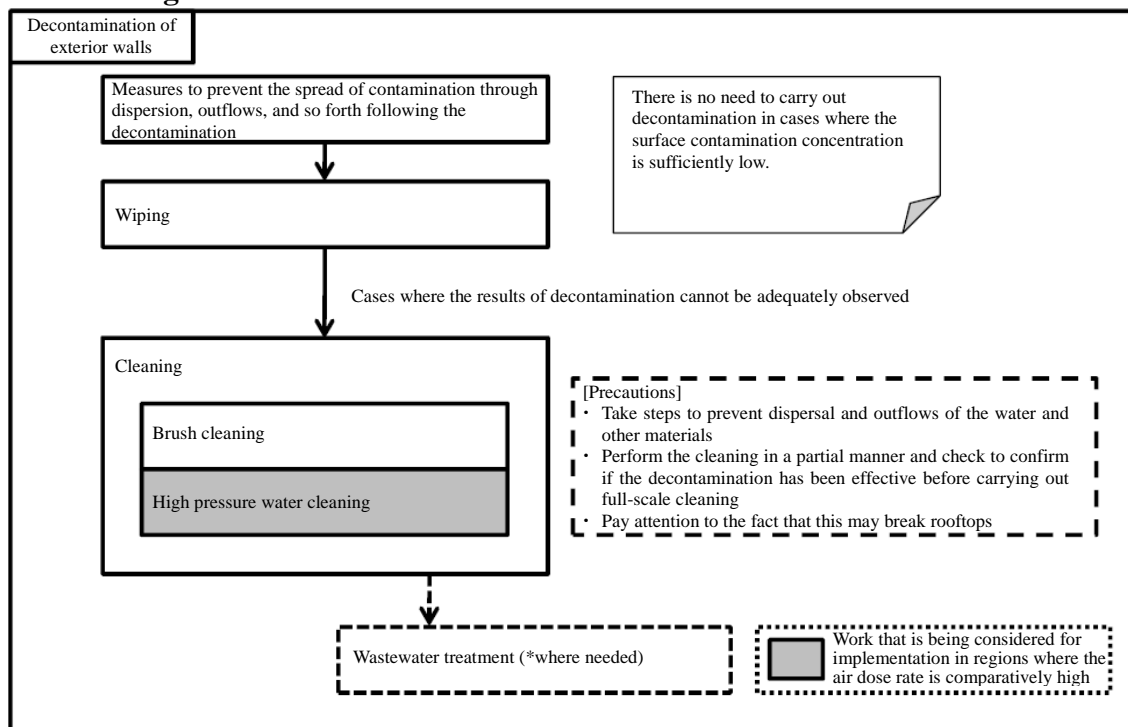 Decontamination of
exterior walls
Measures to prevent the spread of contamination through
dispersion, outflows, and so forth following the
decontamination
There is no need to carry out
decontamination in cases where the
surface contamination concentration
is sufficiently low.
Wiping
Cases where the results of decontamination cannot be adequately observed
Cleaning
Brush cleaning
High pressure water cleaning
[Precautions]
・ Take steps to prevent dispersal and outflows of the water and
other materials
・ Perform the cleaning in a partial manner and check to confirm
if the decontamination has been effective before carrying out
full-scale cleaning
・ Pay attention to the fact that this may break rooftops
Wastewater treatment (*where needed)
Work that is being considered for
implementation in regions where the
air dose rate is comparatively high